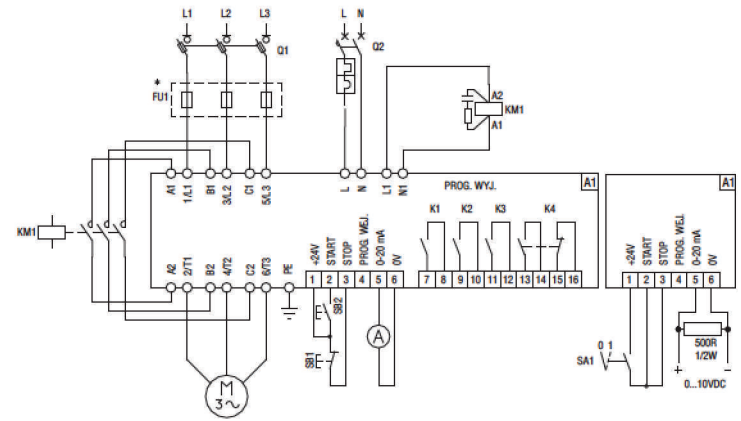 L1 L2 L3 L N
Q1 Q2
*
FU1
A2
KM1
A1
A1 1/L1 B1 3/L2 C1 5/L3 L N L1 N1 PROG. WYJ. A1 A1
K1 K2 K3 K4
KM1
+24V START STOP PROG. WEJ. 0-20 mA 0V
+24V START STOP PROG. WEJ. 0-20 mA 0V
A2 2/T1 B2 4/T2 C2 6/T3 PE
1 2 3 4 5 6 7 8 9 10 11 12 13 14 15 16 1 2 3 4 5 6
SB2
A
SB1
0 1
SA1
500R
1/2W
+ -
0...10VDC
M
3~